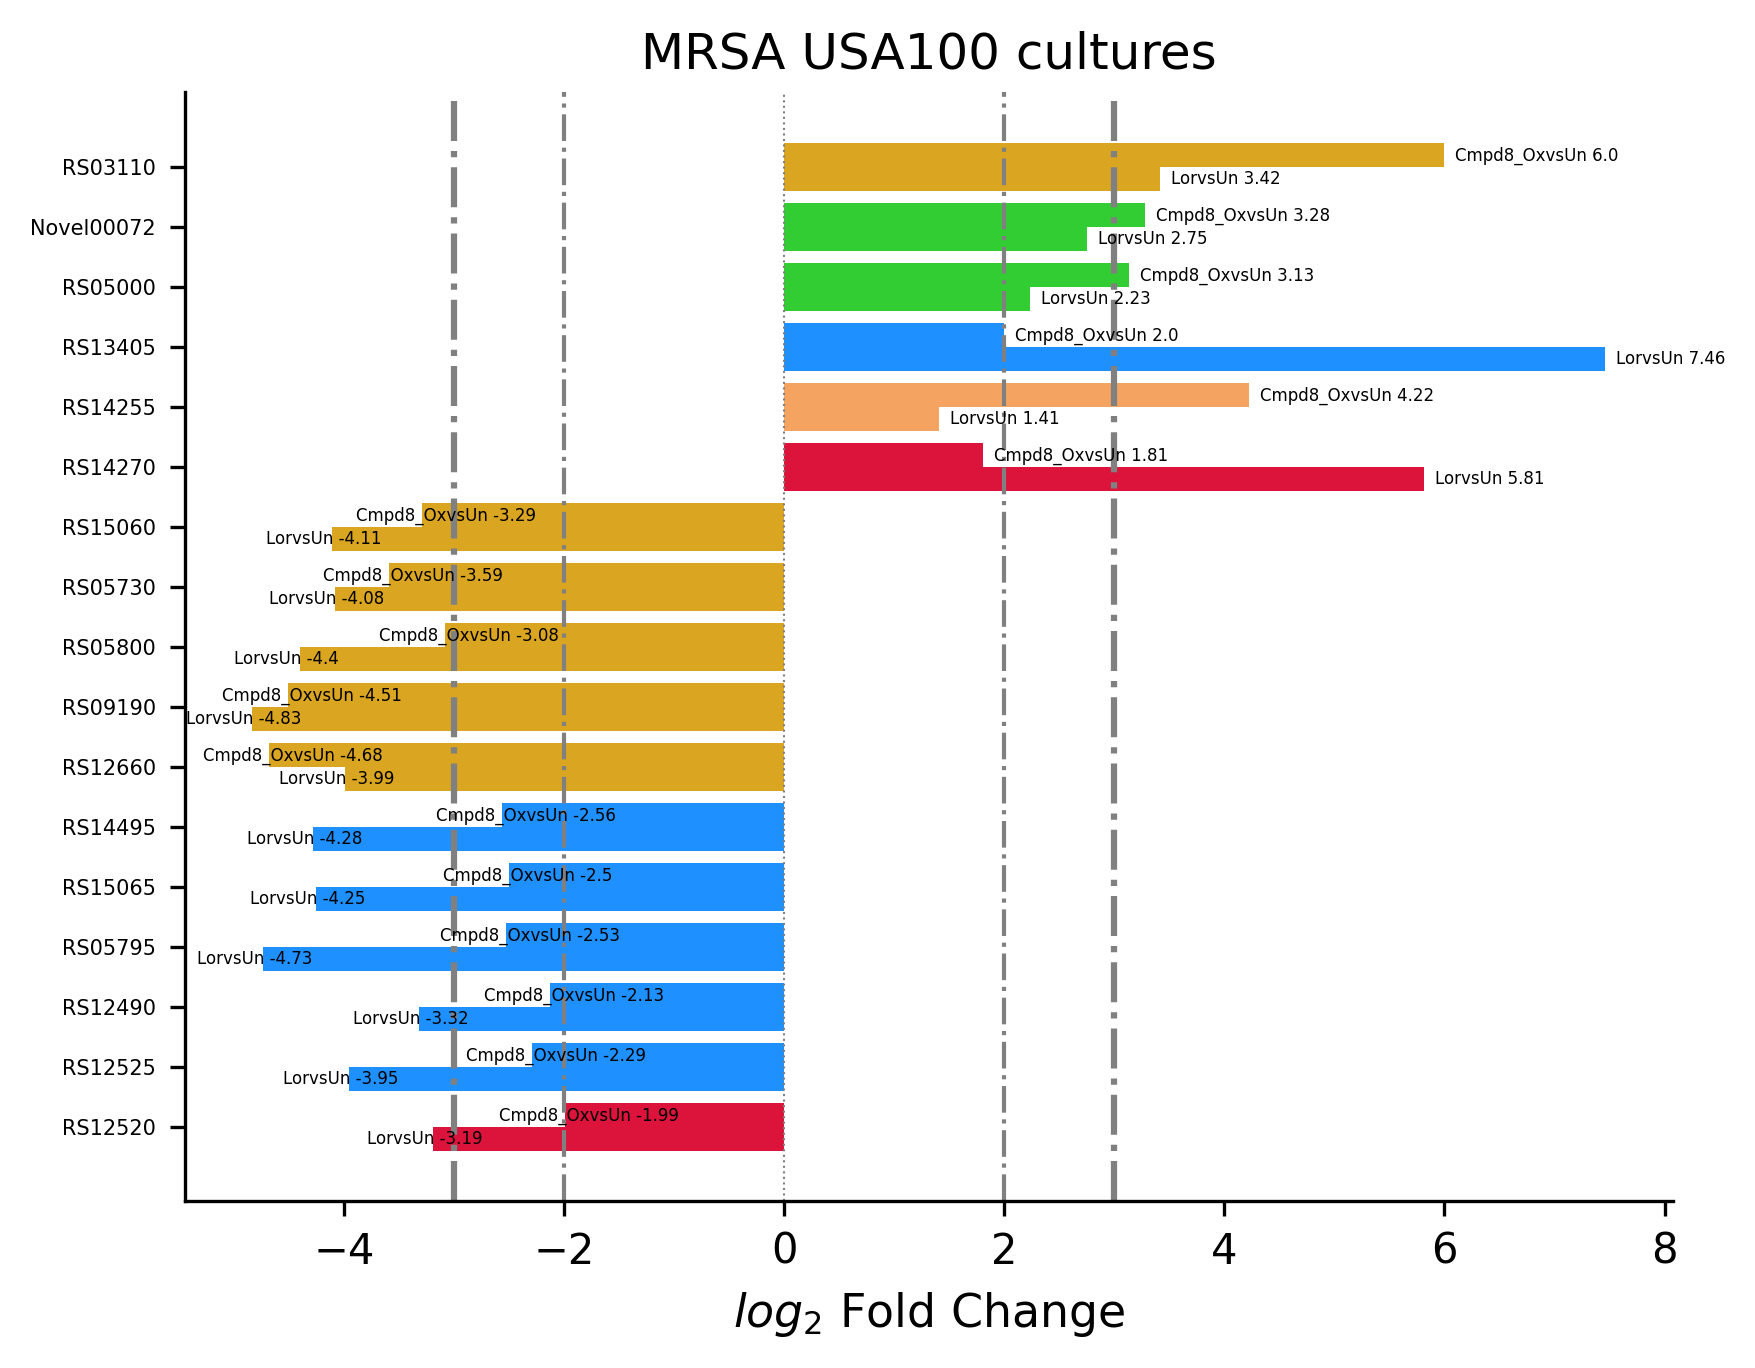 MRSA USA100 cultures
RS03110
Cmpd8_OxvsUn 6.0
LorvsUn 3.42
Novel00072
Cmpd8_OxvsUn 3.28
LorvsUn 2.75
RS05000
Cmpd8_OxvsUn 3.13
LorvsUn 2.23
RS13405
Cmpd8_OxvsUn 2.0
LorvsUn 7.46
RS14255
Cmpd8_OxvsUn 4.22
LorvsUn 1.41
RS14270
Cmpd8_OxvsUn 1.81
LorvsUn 5.81
RS15060
Cmpd8_OxvsUn -3.29
LorvsUn -4.11
RS05730
Cmpd8_OxvsUn -3.59
LorvsUn -4.08
RS05800
Cmpd8_OxvsUn -3.08
LorvsUn -4.4
RS09190
Cmpd8_OxvsUn -4.51
LorvsUn -4.83
RS12660
Cmpd8_OxvsUn -4.68
LorvsUn -3.99
RS14495
Cmpd8_OxvsUn -2.56
LorvsUn -4.28
RS15065
Cmpd8_OxvsUn -2.5
LorvsUn -4.25
RS05795
Cmpd8_OxvsUn -2.53
LorvsUn -4.73
RS12490
Cmpd8_OxvsUn -2.13
LorvsUn -3.32
RS12525
Cmpd8_OxvsUn -2.29
LorvsUn -3.95
RS12520
Cmpd8_OxvsUn -1.99
LorvsUn -3.19
−4 −2 0 2 4 6 8
log₂ Fold Change